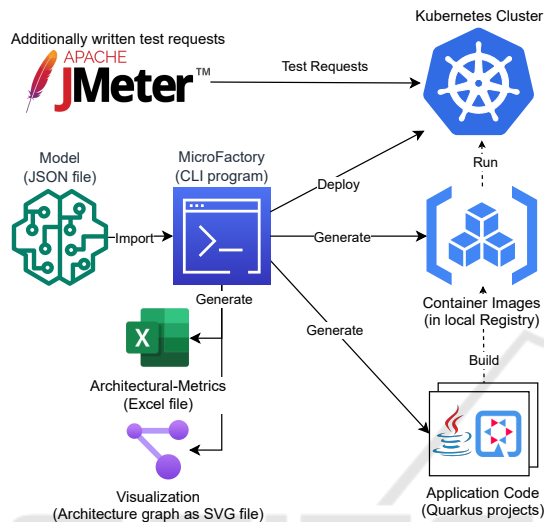 Kubernetes Cluster
Additionally written test requests
APACHE
JMeter™
Test Requests
Model
(JSON file)
MicroFactory
(CLI program)
Deploy
Run
Import
Generate
Generate
Container Images
(in local Registry)
Generate
Build
X
Architectural-Metrics
(Excel file)
Visualization
(Architecture graph as SVG file)
Application Code
(Quarkus projects)